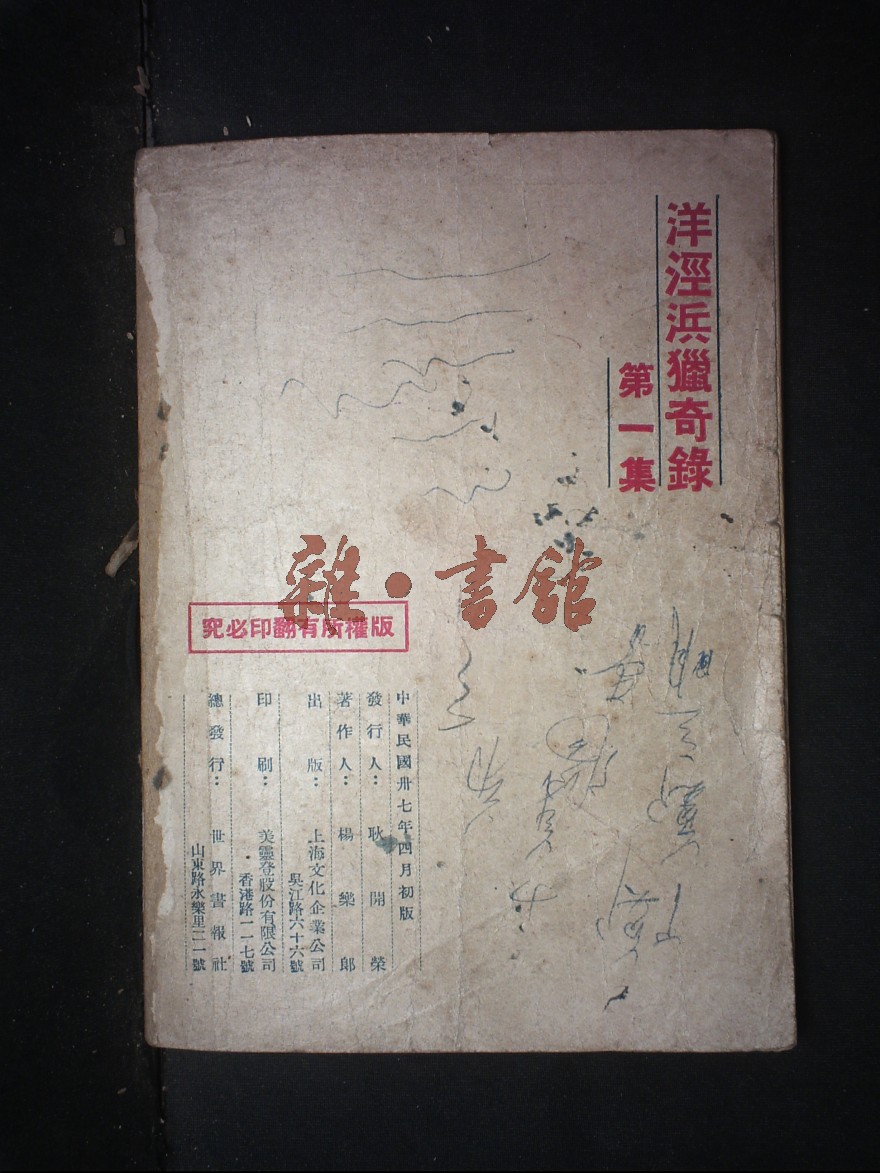 洋涇浜獵奇錄
第一集
雜·書館
版權所有翻印必究
中華民國卅七年四月初版
發行人：耿開榮
著作人：楊樂郎
出版：上海文化企業公司
吳江路六十六號
印刷：美靈登股份有限公司
香港路一一七號
總發行：世界書報社
山東路永樂里二一號